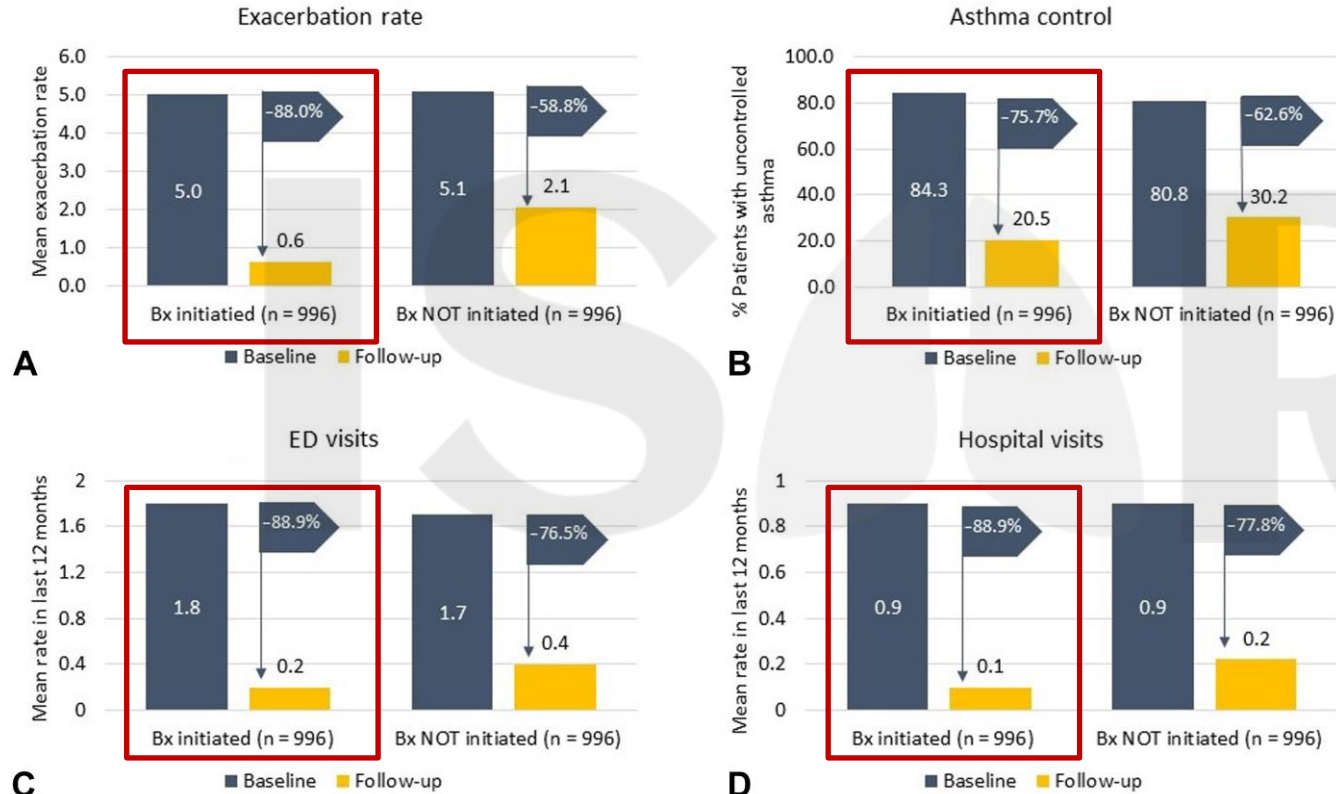 Exacerbation rate
Mean exacerbation rate
6.0
5.0
4.0
3.0
2.0
1.0
0.0
5.0
−88.0%
0.6
5.1
−58.8%
2.1
Bx initiatied (n = 996)
Bx NOT initiated (n = 996)
Baseline
Follow-up
A
Asthma control
% Patients with uncontrolled
asthma
100.0
80.0
60.0
40.0
20.0
0.0
84.3
−75.7%
20.5
80.8
−62.6%
30.2
Bx initiatied (n = 996)
Bx NOT initiated (n = 996)
Baseline
Follow-up
B
ED visits
Mean rate in last 12 months
2
1.6
1.2
0.8
0.4
0
1.8
−88.9%
0.2
1.7
−76.5%
0.4
Bx initiated (n = 996)
Bx NOT initiated (n = 996)
Baseline
Follow-up
C
Hospital visits
Mean rate in last 12 months
1
0.8
0.6
0.4
0.2
0
0.9
−88.9%
0.1
0.9
−77.8%
0.2
Bx initiated (n = 996)
Bx NOT initiated (n = 996)
Baseline
Follow-up
D